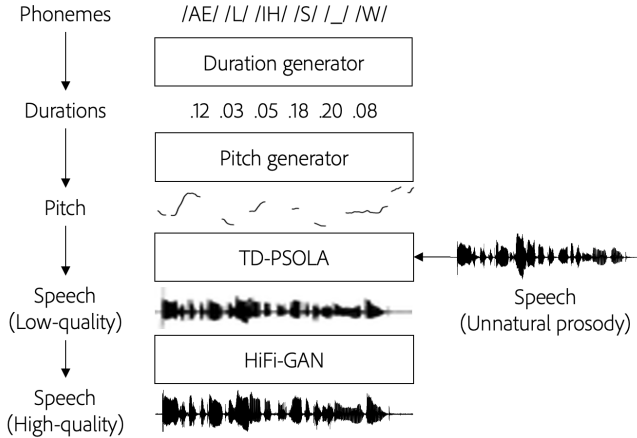 Phonemes /AE/ /L/ /IH/ /S/ /_/ /W/
Duration generator
Durations .12 .03 .05 .18 .20 .08
Pitch generator
Pitch
TD-PSOLA
Speech
(Low-quality)
Speech
(Unnatural prosody)
HiFi-GAN
Speech
(High-quality)